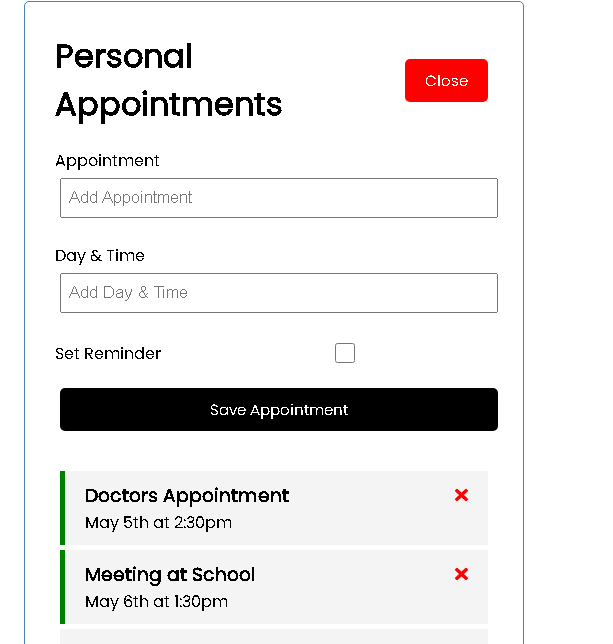 Personal
Appointments
Close
Appointment
Add Appointment
Day & Time
Add Day & Time
Set Reminder
Save Appointment
Doctors Appointment
May 5th at 2:30pm
Meeting at School
May 6th at 1:30pm